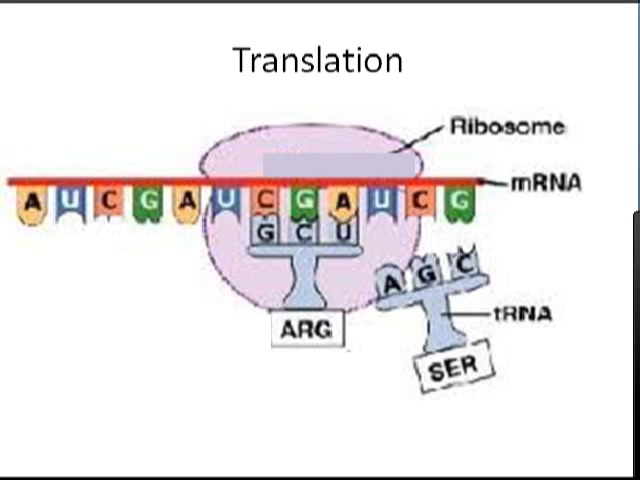 Translation
Ribosome
mRNA
A U C G A U C G A U C G
G C U
A G C
tRNA
ARG
SER